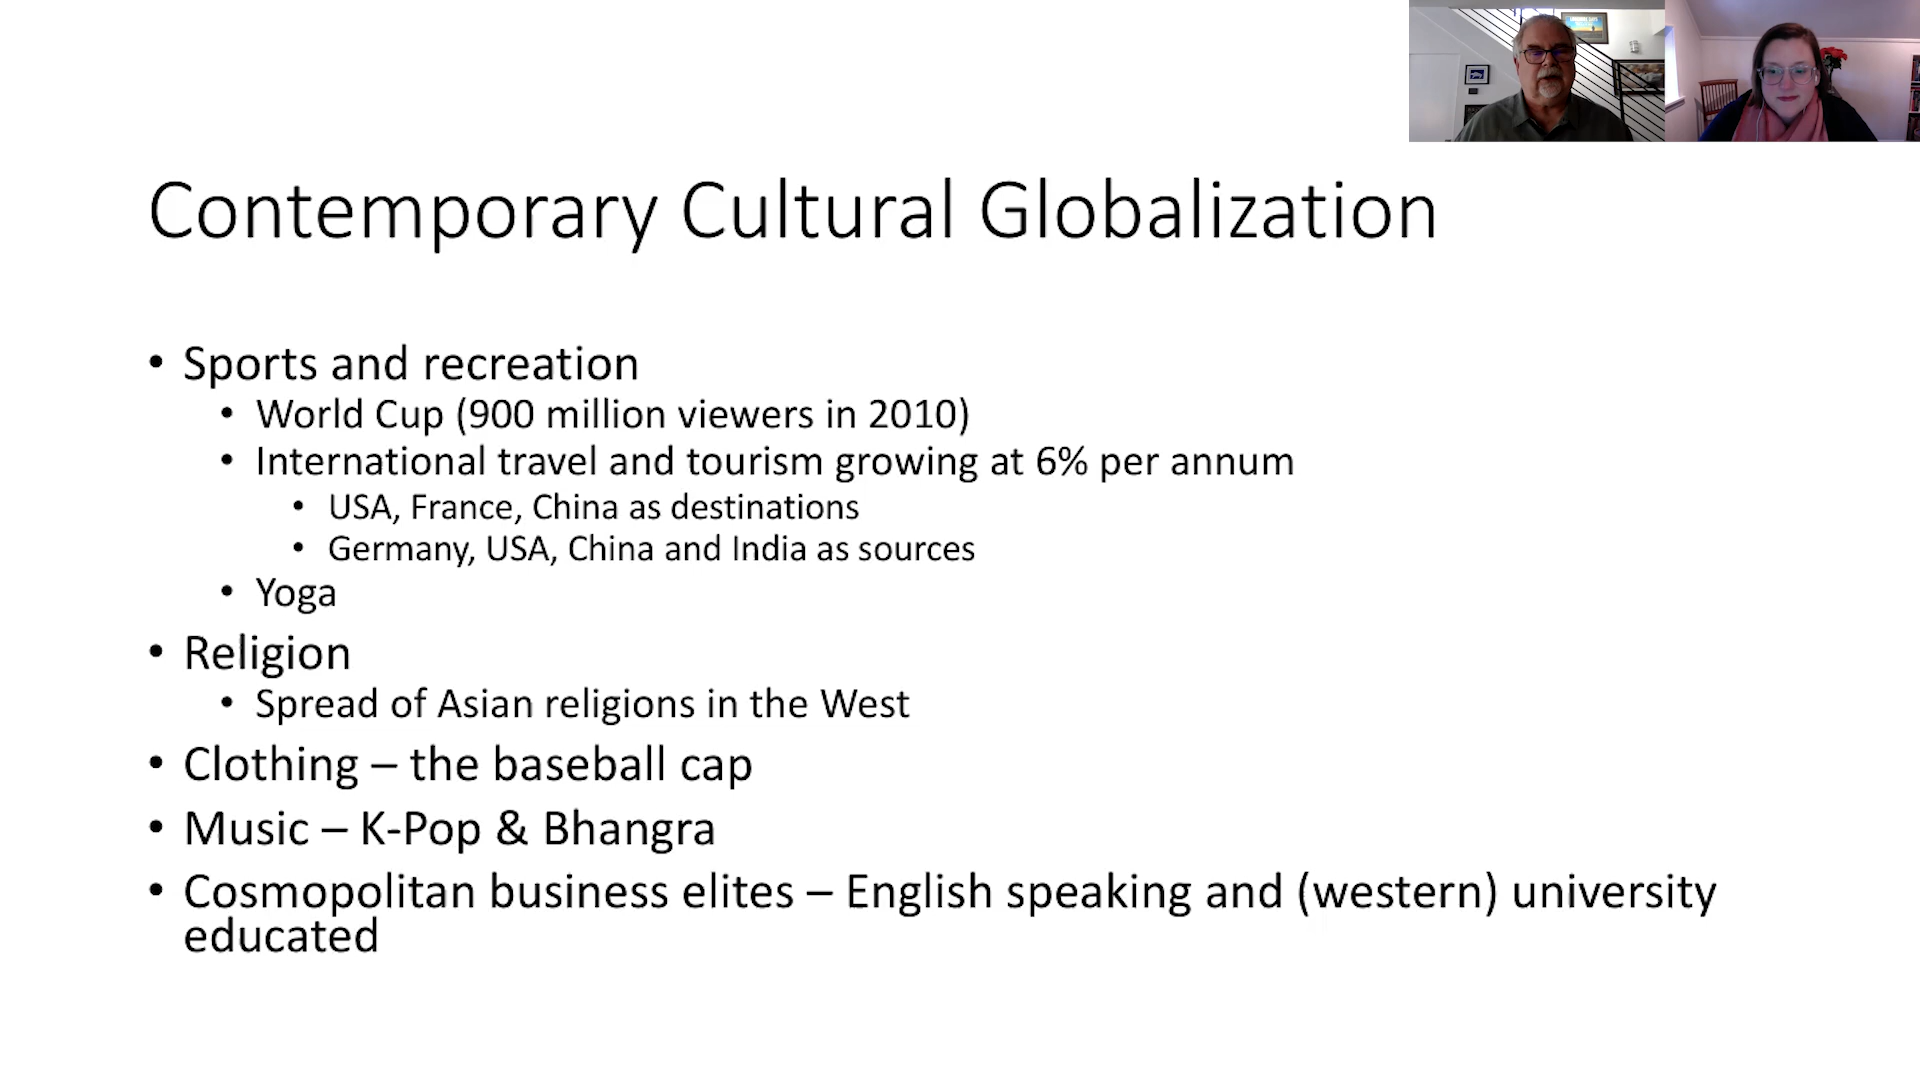 Contemporary Cultural Globalization
• Sports and recreation
• World Cup (900 million viewers in 2010)
• International travel and tourism growing at 6% per annum
• USA, France, China as destinations
• Germany, USA, China and India as sources
• Yoga
• Religion
• Spread of Asian religions in the West
• Clothing – the baseball cap
• Music – K-Pop & Bhangra
• Cosmopolitan business elites – English speaking and (western) university
educated